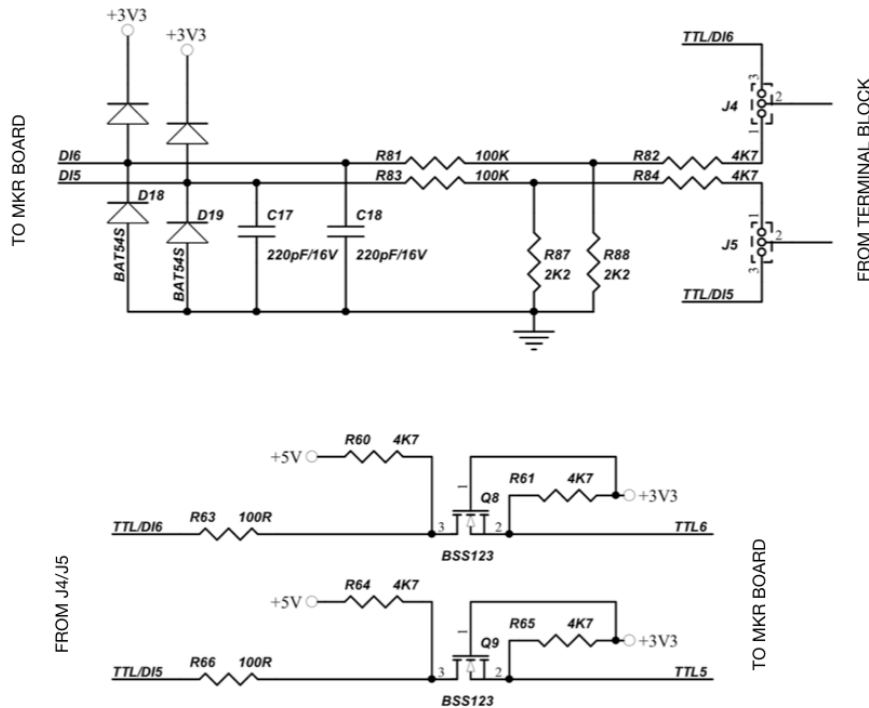 +3V3
+3V3
TTL/DI6
3
J4
2
1
TO MKR BOARD
FROM TERMINAL BLOCK
DI6
R81
100K
R82
4K7
DI5
R83
100K
R84
4K7
D18
D19
C17
C18
1
BAT54S
BAT54S
220pF/16V
220pF/16V
R87
2K2
R88
2K2
J5
2
3
TTL/DI5
R60
4K7
+5V
R61
4K7
1
Q8
+3V3
TTL/DI6
R63
100R
3
2
TTL6
BSS123
FROM J4/J5
TO MKR BOARD
R64
4K7
+5V
R65
4K7
1
Q9
+3V3
TTL/DI5
R66
100R
3
2
TTL5
BSS123